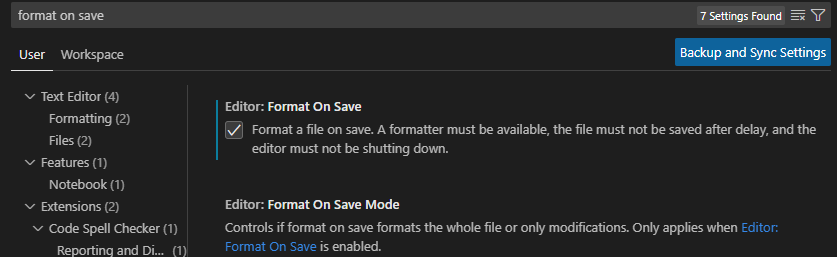 format on save
7 Settings Found
User Workspace
Backup and Sync Settings
Text Editor (4)
Formatting (2)
Files (2)
Features (1)
Notebook (1)
Extensions (2)
Code Spell Checker (1)
Reporting and Di... (1)
Editor: Format On Save
Format a file on save. A formatter must be available, the file must not be saved after delay, and the
editor must not be shutting down.
Editor: Format On Save Mode
Controls if format on save formats the whole file or only modifications. Only applies when Editor:
Format On Save is enabled.